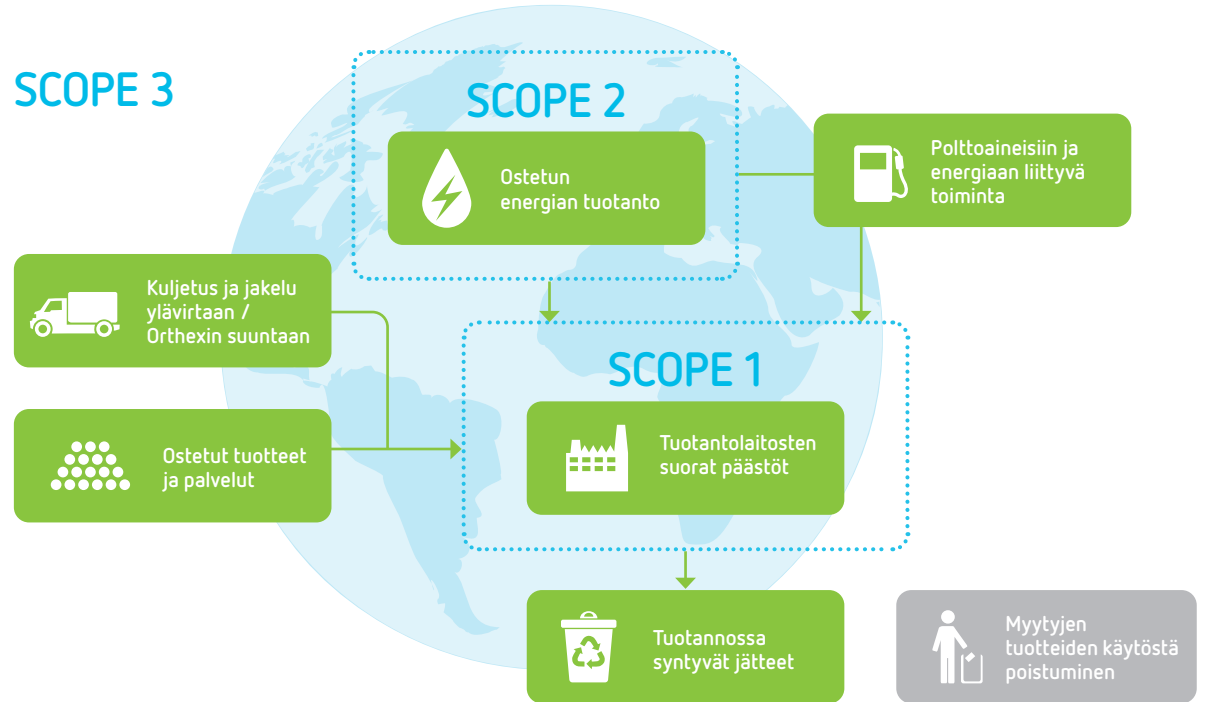 SCOPE 3
SCOPE 2
Ostetun
energian tuotanto
Polttoaineisiin ja
energiaan liittyvä
toiminta
Kuljetus ja jakelu
ylävirtaan /
Orthexin suuntaan
SCOPE 1
Ostetut tuotteet
ja palvelut
Tuotantolaitosten
suorat päästöt
Tuotannossa
syntyvät jätteet
Myytyjen
tuotteiden käytöstä
poistuminen